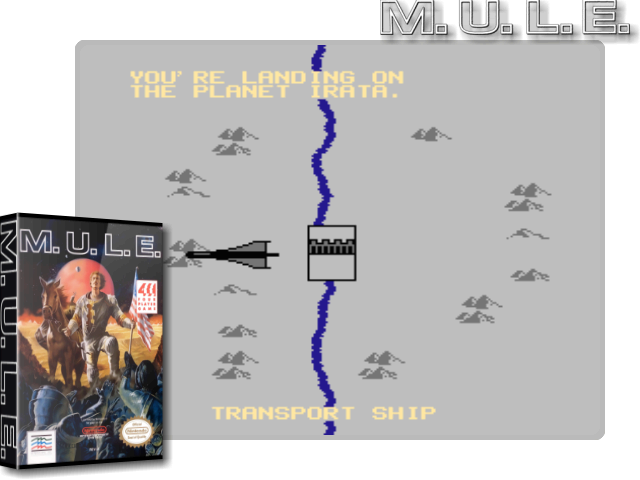 M.U.L.E.
YOU'RE LANDING ON
THE PLANET IRATA.
M.U.L.E.
M.U.L.E.
TRANSPORT SHIP